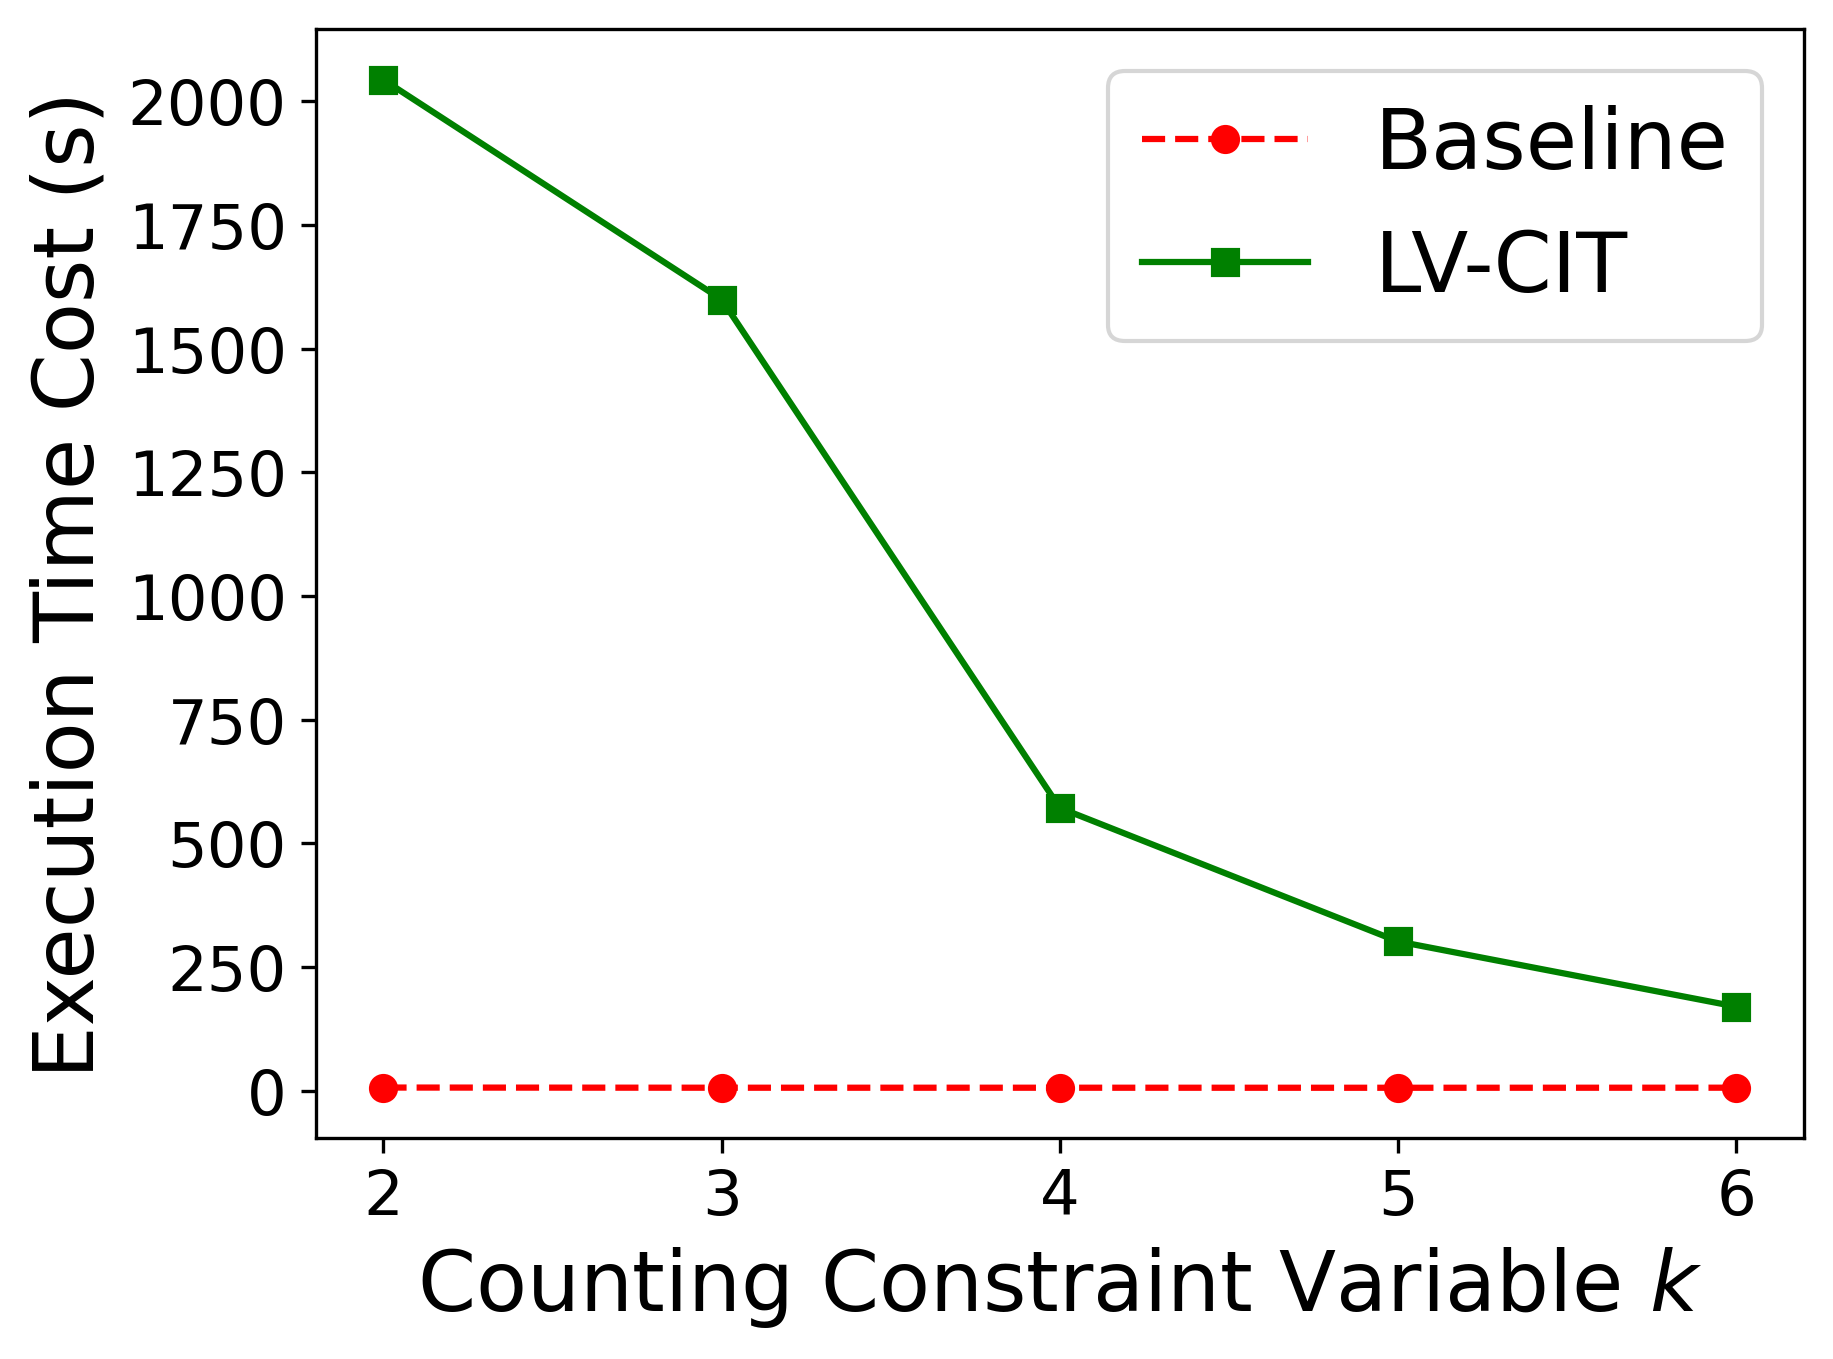 Execution Time Cost (s)
2000
1750
1500
1250
1000
750
500
250
0
Baseline
LV-CIT
2 3 4 5 6
Counting Constraint Variable k